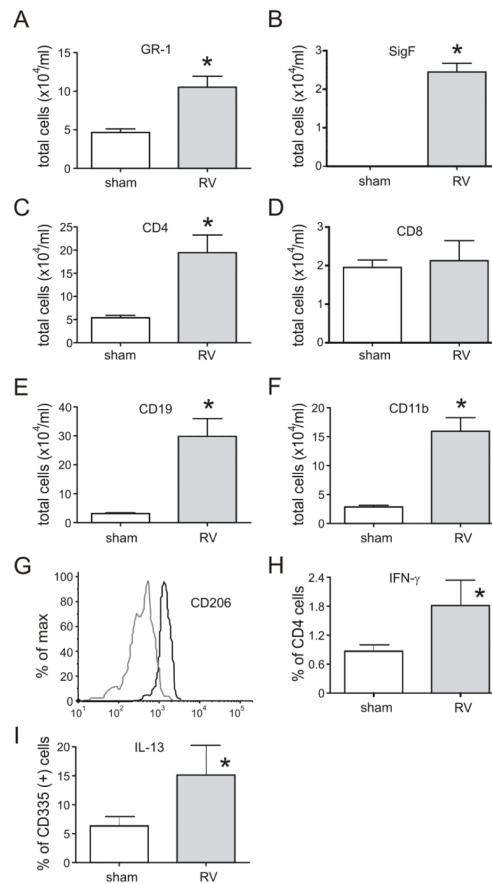 A
GR-1
total cells (x10⁴/ml)
15
10
5
0
sham
RV
*
B
SigF
total cells (x10⁴/ml)
3
2
1
0
sham
RV
*
C
CD4
total cells (x10⁴/ml)
25
20
15
10
5
0
sham
RV
*
D
CD8
total cells (x10⁴/ml)
3
2
1
0
sham
RV
E
CD19
total cells (x10⁴/ml)
40
30
20
10
0
sham
RV
*
F
CD11b
total cells (x10⁴/ml)
20
15
10
5
0
sham
RV
*
G
CD206
% of max
100
80
60
40
20
0
10¹ 10² 10³ 10⁴ 10⁵
H
IFN-γ
% of CD4 cells
2.4
1.8
1.2
0.6
0
sham
RV
*
I
IL-13
% of CD335 (+) cells
20
15
10
5
0
sham
RV
*